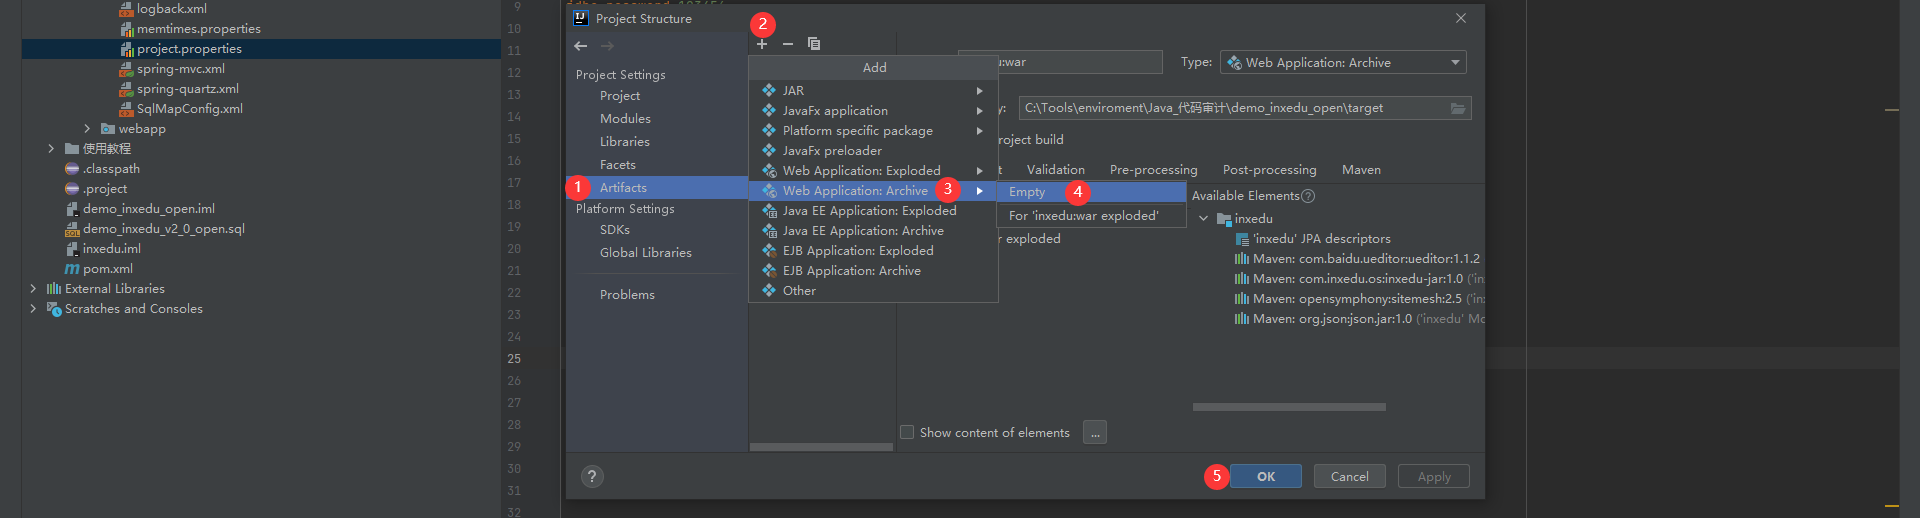 logback.xml
memtimes.properties
project.properties
spring-mvc.xml
spring-quartz.xml
SqlMapConfig.xml
webapp
使用教程
.classpath
.project
demo_inxedu_open.iml
demo_inxedu_v2_0_open.sql
inxedu.iml
pom.xml
External Libraries
Scratches and Consoles
9
10
11
12
13
14
15
16
17
18
19
20
21
22
23
24
25
26
27
28
29
30
31
32
Project Structure
2
Project Settings
Project
Modules
Libraries
Facets
1 Artifacts
Platform Settings
SDKs
Global Libraries
Problems
Add
JAR
JavaFx application
Platform specific package
JavaFx preloader
Web Application: Exploded
Web Application: Archive 3
Java EE Application: Exploded
Java EE Application: Archive
EJB Application: Exploded
EJB Application: Archive
Other
Empty 4
For 'inxedu:war exploded'
u:war
Type: Web Application: Archive
y: C:\Tools\enviroment\Java_代码审计\demo_inxedu_open\target
roject build
t Validation Pre-processing Post-processing Maven
Available Elements ?
inxedu
'inxedu' JPA descriptors
Maven: com.baidu.ueditor:ueditor:1.1.2
Maven: com.inxedu.os:inxedu-jar:1.0 ('in
Maven: opensymphony:sitemesh:2.5 ('in
Maven: org.json:json.jar:1.0 ('inxedu' Mo
r exploded
Show content of elements ...
?
5 OK Cancel Apply